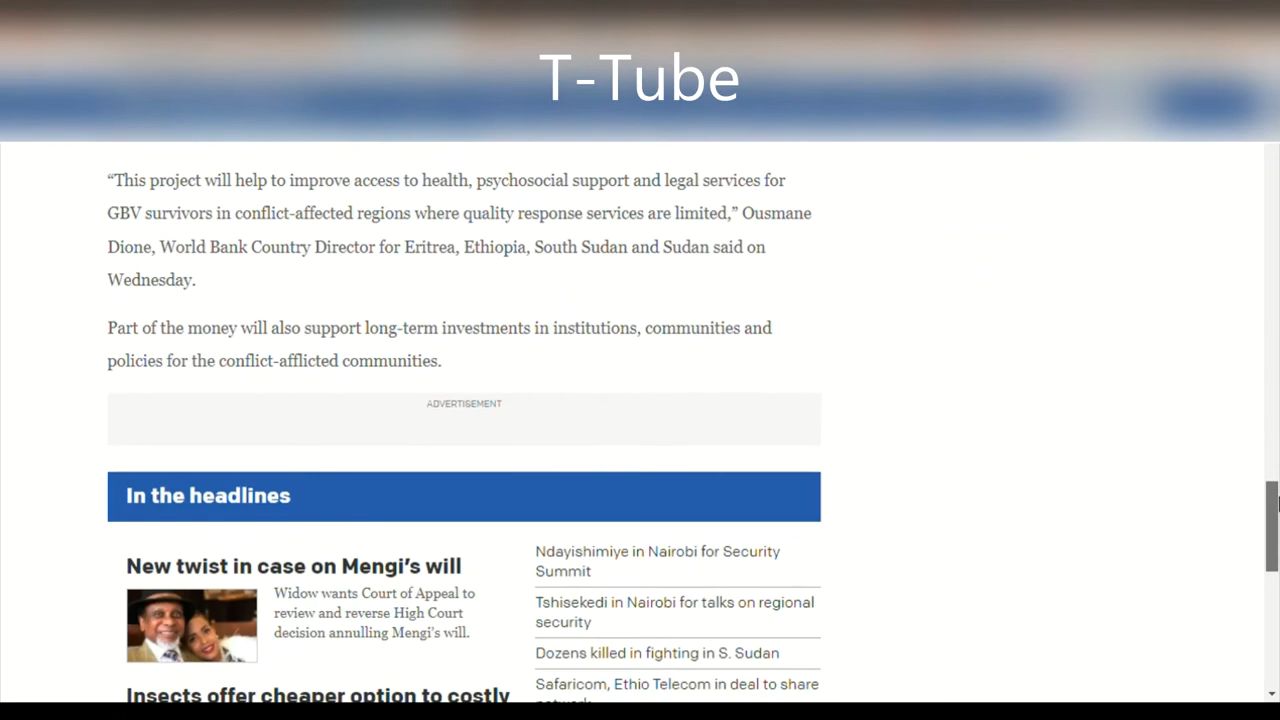 T-Tube
“This project will help to improve access to health, psychosocial support and legal services for
GBV survivors in conflict-affected regions where quality response services are limited,” Ousmane
Dione, World Bank Country Director for Eritrea, Ethiopia, South Sudan and Sudan said on
Wednesday.
Part of the money will also support long-term investments in institutions, communities and
policies for the conflict-afflicted communities.
ADVERTISEMENT
In the headlines
New twist in case on Mengi’s will
Widow wants Court of Appeal to
review and reverse High Court
decision annulling Mengi’s will.
Insects offer cheaper option to costly
Ndayishimiye in Nairobi for Security
Summit
Tshisekedi in Nairobi for talks on regional
security
Dozens killed in fighting in S. Sudan
Safaricom, Ethio Telecom in deal to share